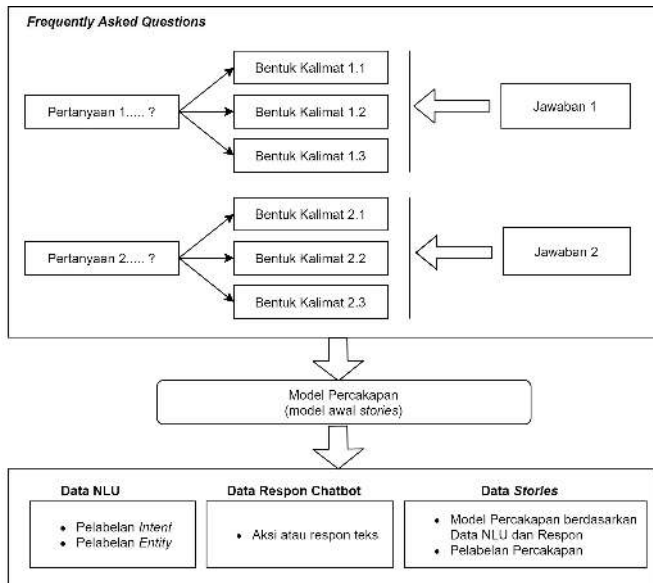 Frequently Asked Questions
Pertanyaan 1..... ?
Bentuk Kalimat 1.1
Bentuk Kalimat 1.2
Bentuk Kalimat 1.3
Jawaban 1
Pertanyaan 2..... ?
Bentuk Kalimat 2.1
Bentuk Kalimat 2.2
Bentuk Kalimat 2.3
Jawaban 2
Model Percakapan
(model awal stories)
Data NLU
• Pelabelan Intent
• Pelabelan Entity
Data Respon Chatbot
• Aksi atau respon teks
Data Stories
• Model Percakapan berdasarkan
Data NLU dan Respon
• Pelabelan Percakapan